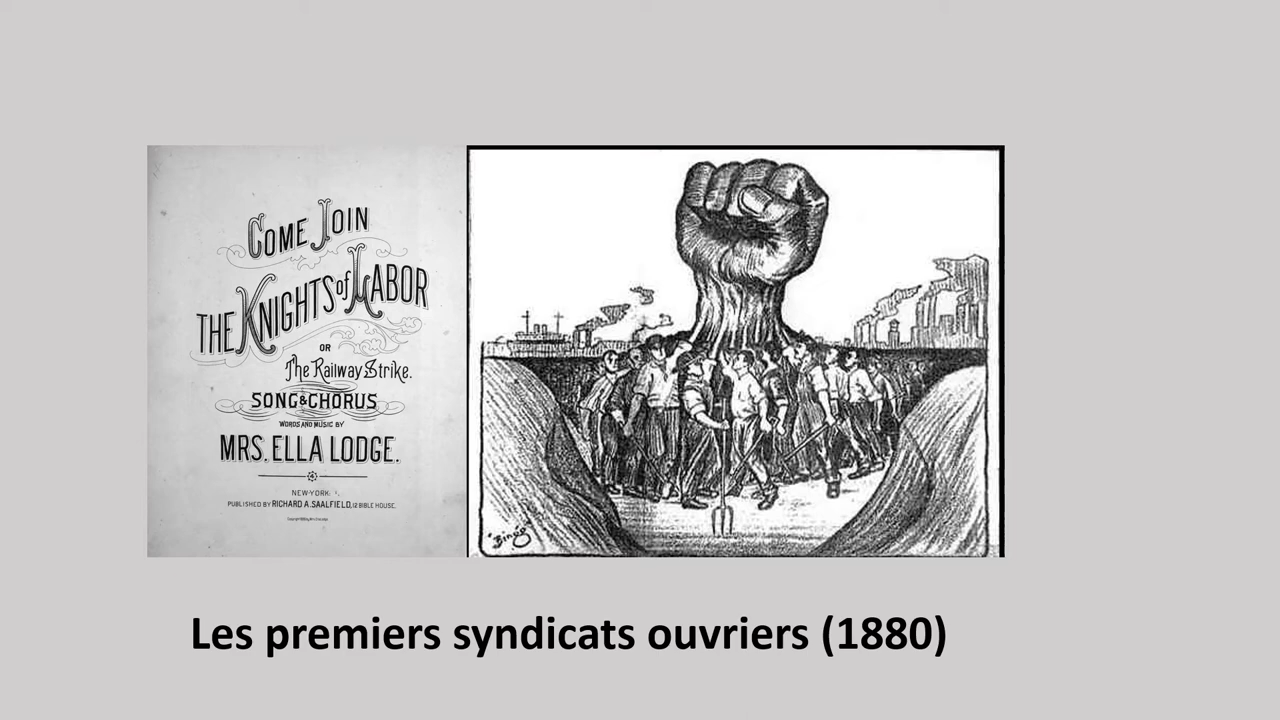 COME JOIN
THE KNIGHTS of LABOR
OR
The Railway Strike.
SONG & CHORUS
WORDS AND MUSIC BY
MRS. ELLA LODGE.
NEW-YORK:
PUBLISHED BY RICHARD A. SAALFIELD, 12 BIBLE HOUSE.
"Bingo"
Les premiers syndicats ouvriers (1880)